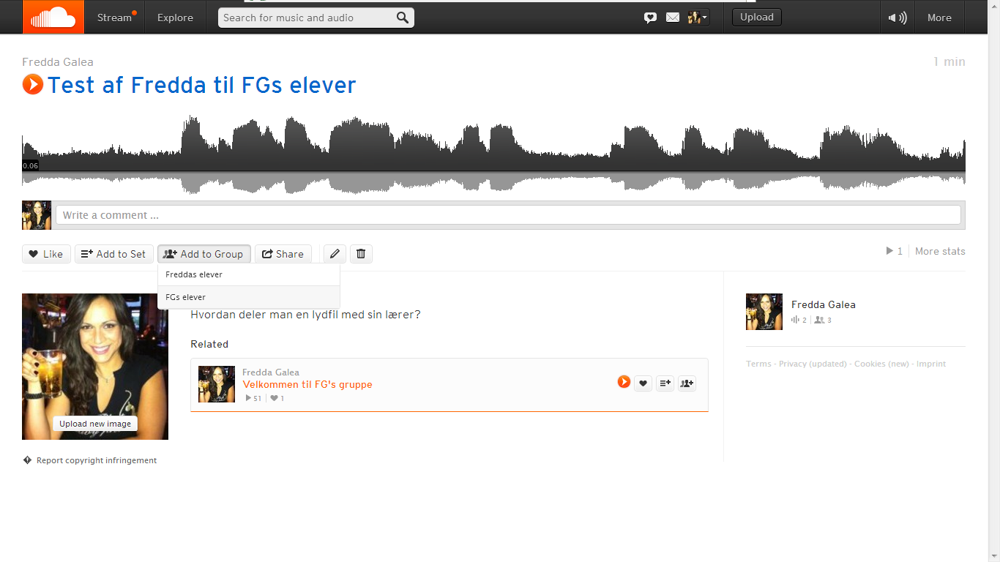 Stream
Explore
Search for music and audio
Upload
More
Fredda Galea
1 min
Test af Fredda til FGs elever
0.06
Write a comment ...
Like
Add to Set
Add to Group
Share
1
More stats
Freddas elever
FGs elever
Hvordan deler man en lydfil med sin lærer?
Related
Fredda Galea
Velkommen til FG's gruppe
51
1
Upload new image
Report copyright infringement
Fredda Galea
2
3
Terms - Privacy (updated) - Cookies (new) - Imprint